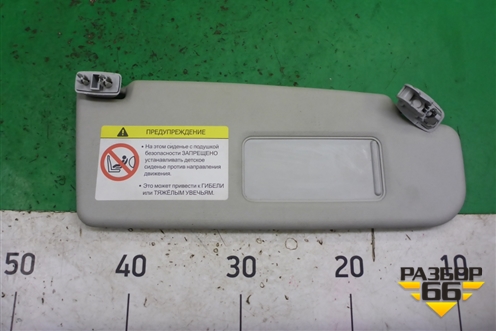 ПРЕДУПРЕЖДЕНИЕ
• На этом сиденье с подушкой
безопасности ЗАПРЕЩЕНО
устанавливать детское
сиденье против направления
движения.
• Это может привести к ГИБЕЛИ
или ТЯЖЁЛЫМ УВЕЧЬЯМ.
50 40 30 20 10
РАЗБОР
66